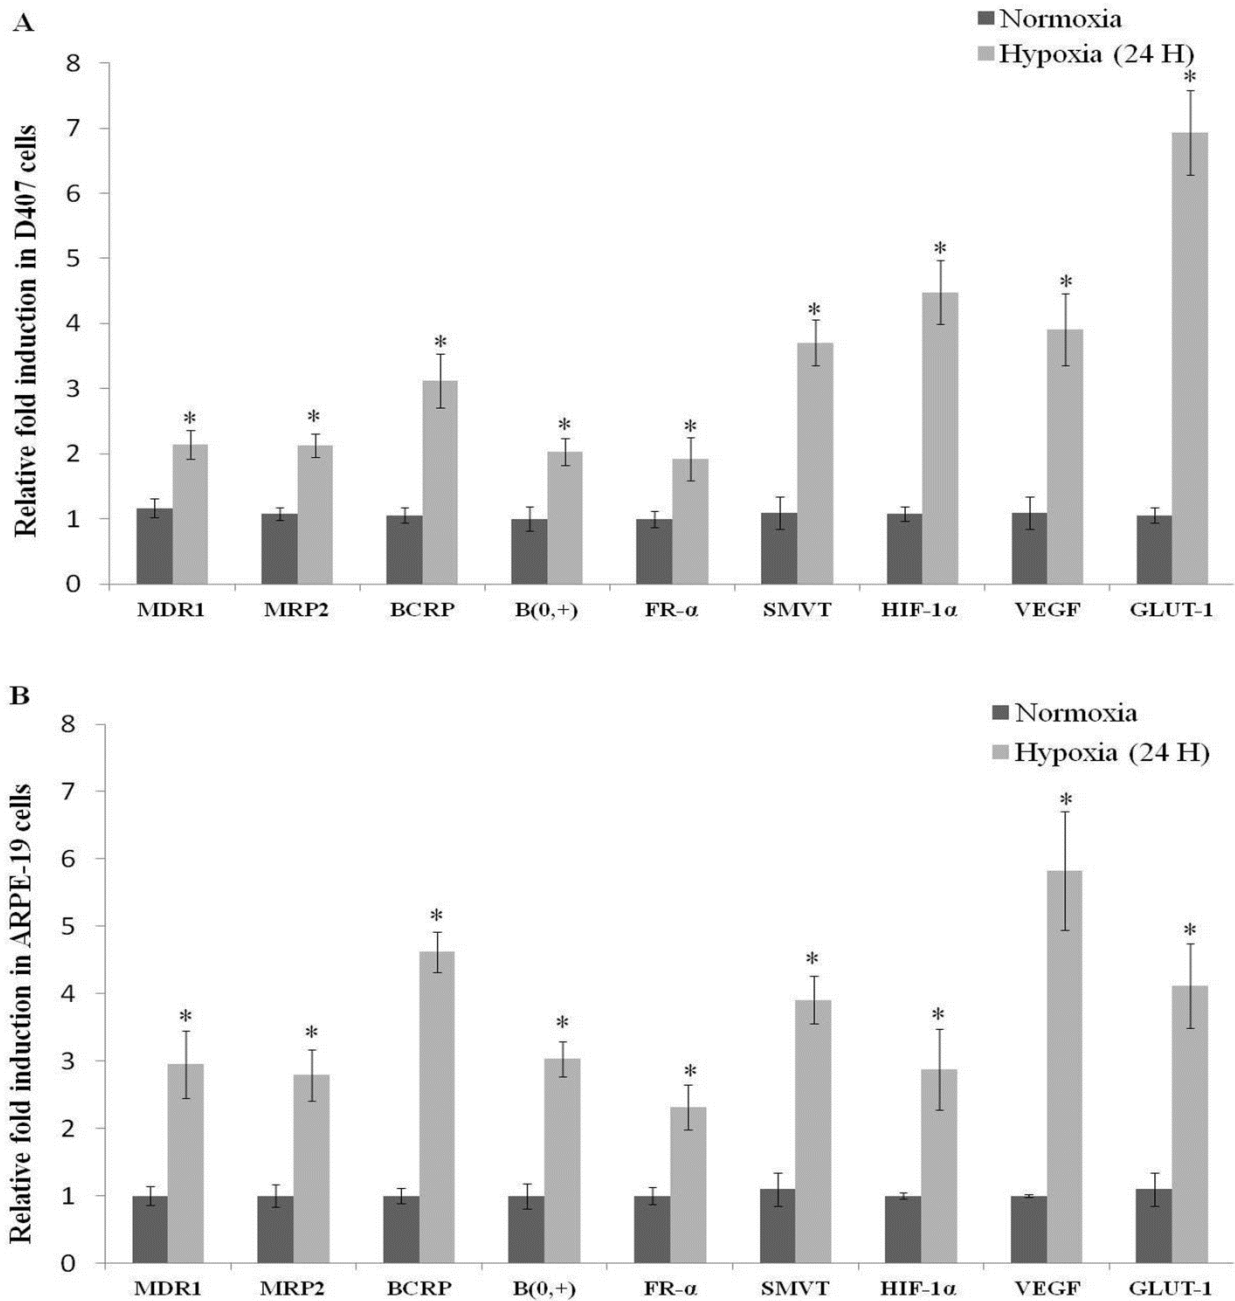 A
Normoxia
Hypoxia (24 H)
Relative fold induction in D407 cells
8
7
6
5
4
3
2
1
0
* * * * * * * * *
MDR1 MRP2 BCRP B(0,+) FR-α SMVT HIF-1α VEGF GLUT-1
B
Normoxia
Hypoxia (24 H)
Relative fold induction in ARPE-19 cells
8
7
6
5
4
3
2
1
0
* * * * * * * * *
MDR1 MRP2 BCRP B(0,+) FR-α SMVT HIF-1α VEGF GLUT-1